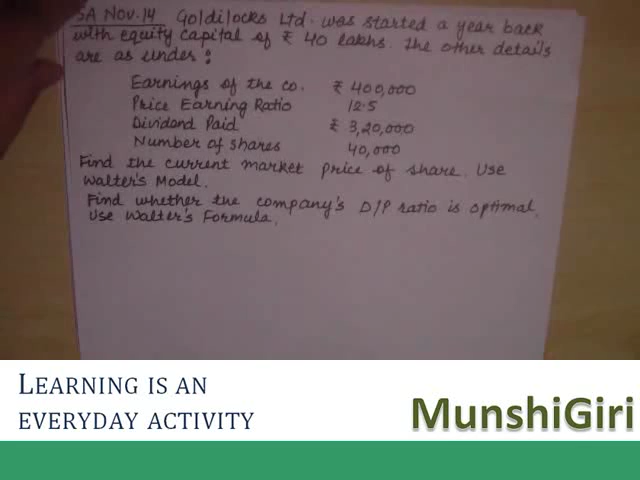 SA Nov. 14 Goldilocks Ltd. was started a year back
with equity capital of ₹ 40 lakhs. The other details
are as under:
Earnings of the co. ₹ 400,000
Price Earning Ratio 12.5
Dividend Paid ₹ 3,20,000
Number of shares 40,000
Find the current market price of share. Use
Walter's Model.
Find whether the company's D/P ratio is optimal.
Use Walter's Formula.
LEARNING IS AN
EVERYDAY ACTIVITY
MunshiGiri